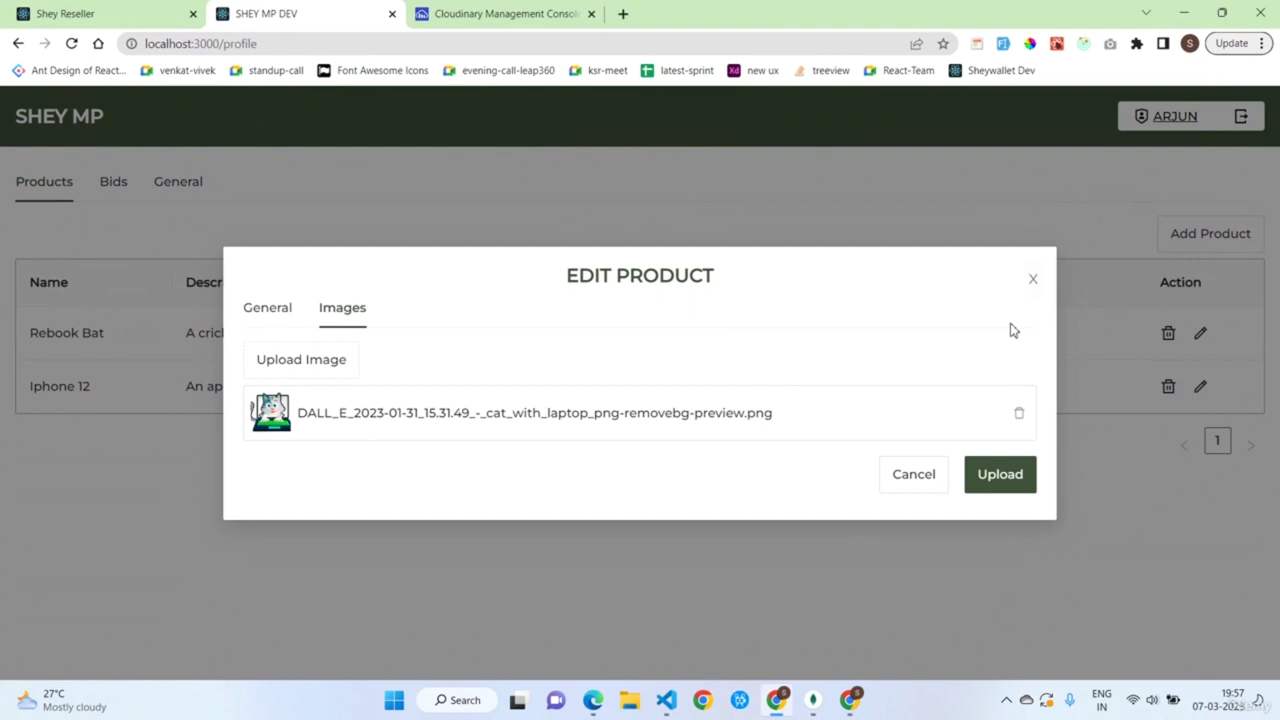 Shey Reseller
SHEY MP DEV
Cloudinary Management Consol
localhost:3000/profile
S
Update
Ant Design of React...
venkat-vivek
standup-call
Font Awesome Icons
evening-call-leap360
ksr-meet
latest-sprint
Xd new ux
treeview
React-Team
Sheywallet Dev
SHEY MP
ARJUN
Products
Bids
General
Add Product
Name
Descr
Action
Rebook Bat
A cricl
Iphone 12
An ap
1
EDIT PRODUCT
General
Images
Upload Image
DALL_E_2023-01-31_15.31.49_-_cat_with_laptop_png-removebg-preview.png
Cancel
Upload
27°C
Mostly cloudy
Search
ENG
IN
19:57
07-03-2023